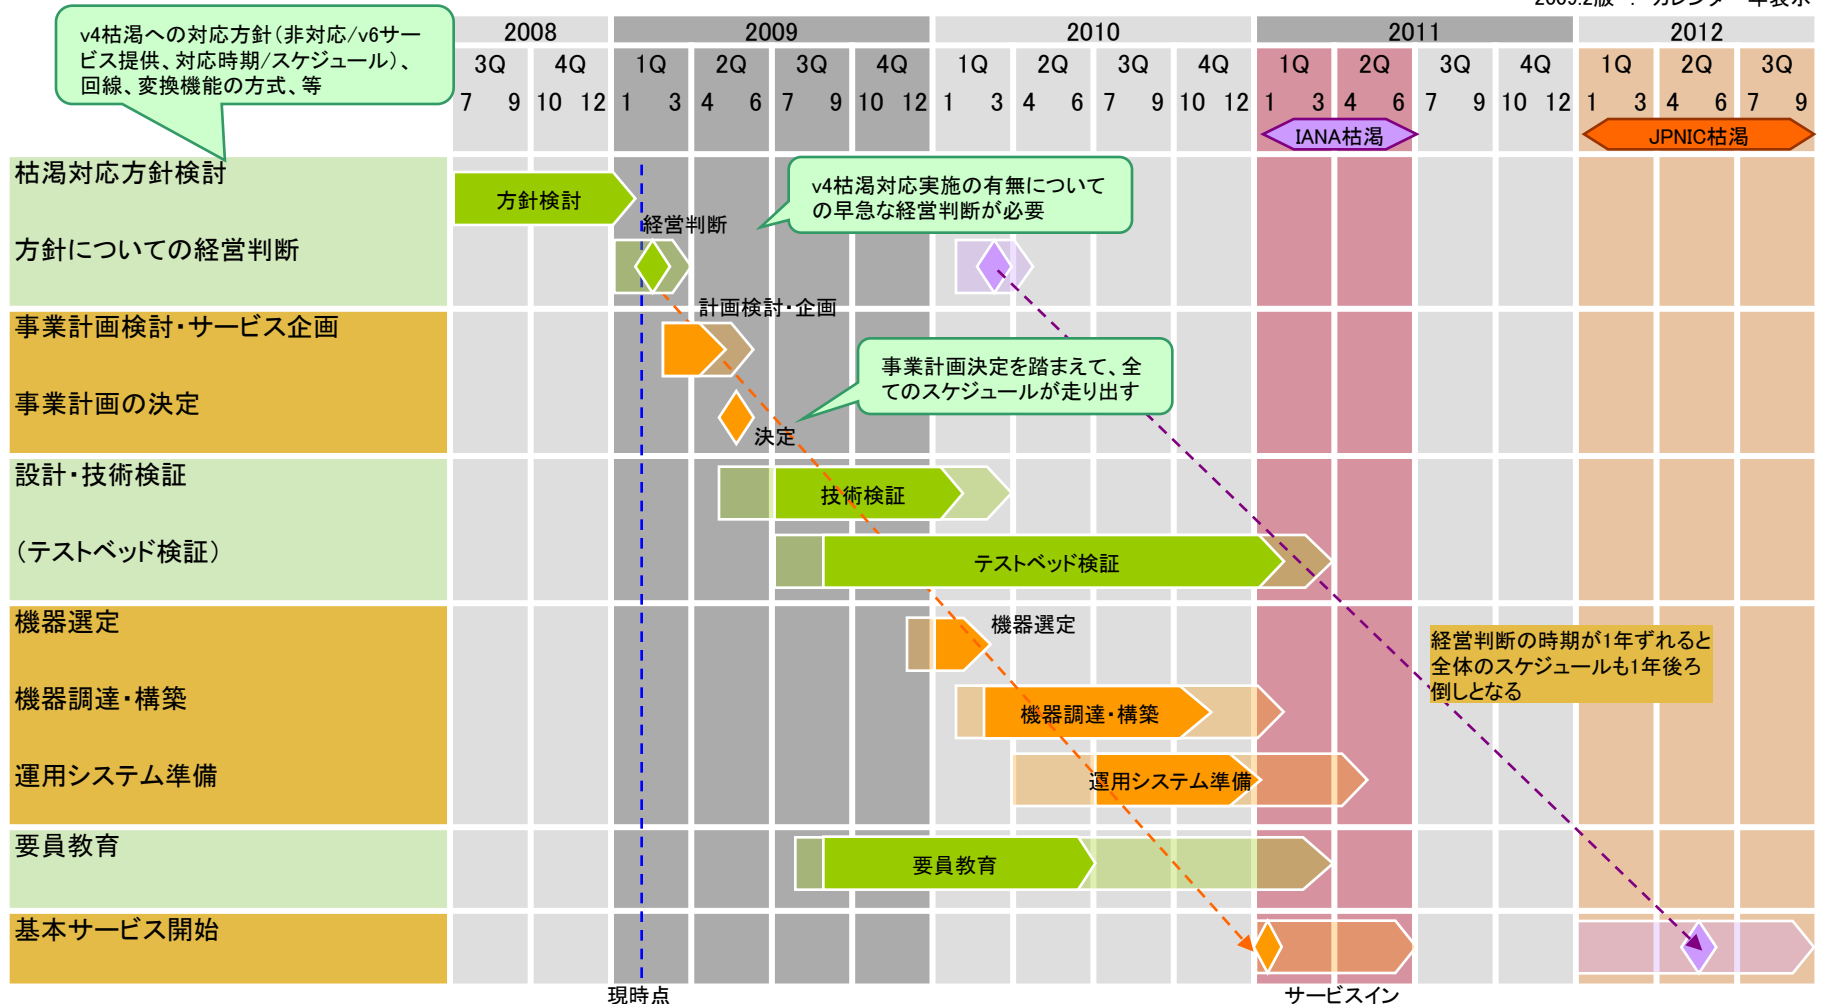 2009.2版 : カレンダー年表示
v4枯渇への対応方針(非対応/v6サー
ビス提供、対応時期/スケジュール)、
回線、変換機能の方式、等
2008 2009 2010 2011 2012
3Q 4Q 1Q 2Q 3Q 4Q 1Q 2Q 3Q 4Q 1Q 2Q 3Q 4Q 1Q 2Q 3Q
7 9 10 12 1 3 4 6 7 9 10 12 1 3 4 6 7 9 10 12 1 3 4 6 7 9 10 12 1 3 4 6 7 9
IANA枯渇 JPNIC枯渇
枯渇対応方針検討
方針検討
v4枯渇対応実施の有無について
の早急な経営判断が必要
経営判断
方針についての経営判断
計画検討・企画
事業計画検討・サービス企画
事業計画決定を踏まえて、全
てのスケジュールが走り出す
事業計画の決定
決定
設計・技術検証
技術検証
(テストベッド検証)
テストベッド検証
機器選定
機器選定
経営判断の時期が1年ずれると
全体のスケジュールも1年後ろ
倒しとなる
機器調達・構築
機器調達・構築
運用システム準備
運用システム準備
要員教育
要員教育
基本サービス開始
現時点
サービスイン